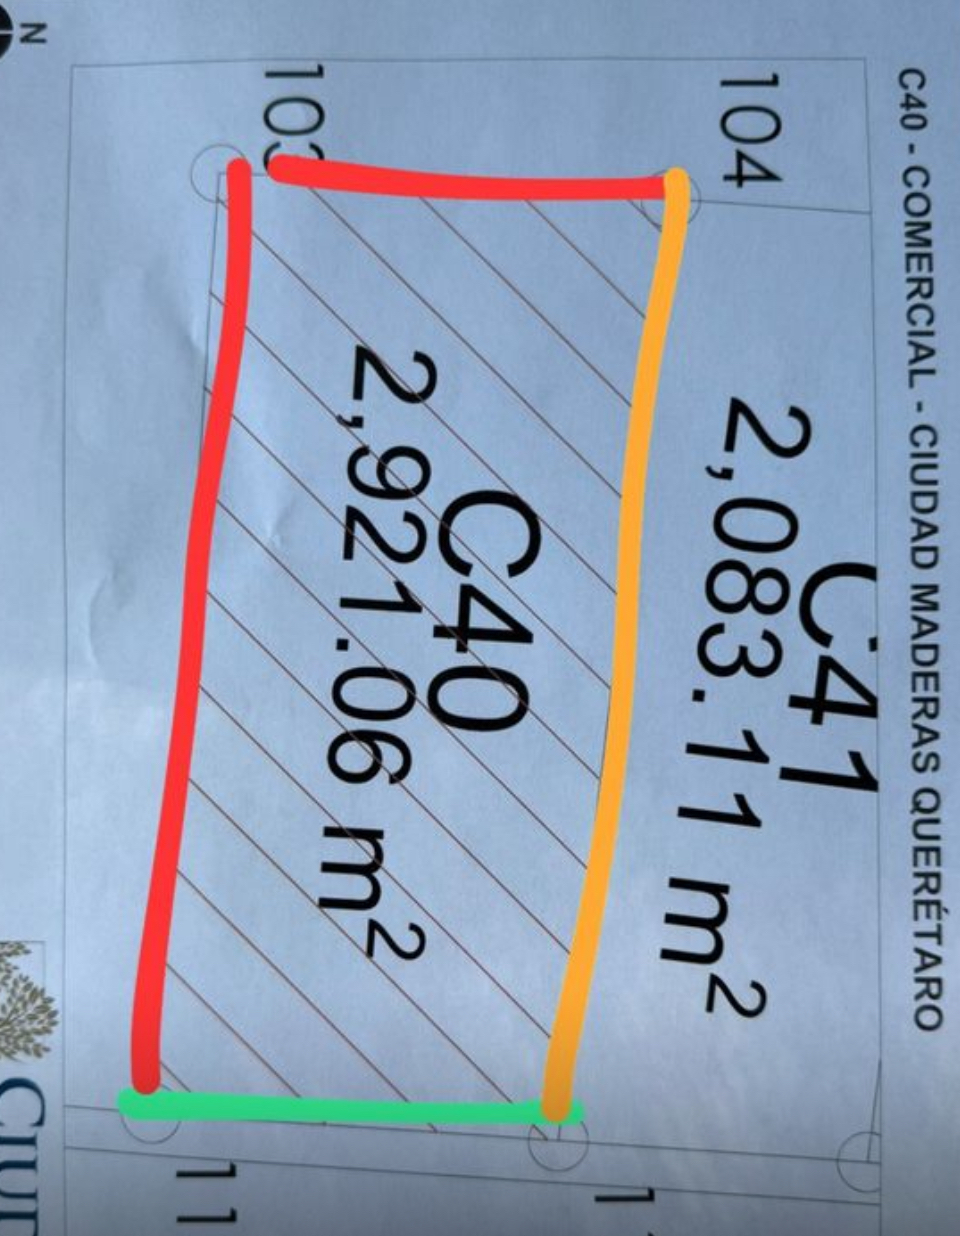 C40 - COMERCIAL - CIUDAD MADERAS QUERÉTARO
C41
2,083.11 m²
104
C40
2,921.06 m²
N